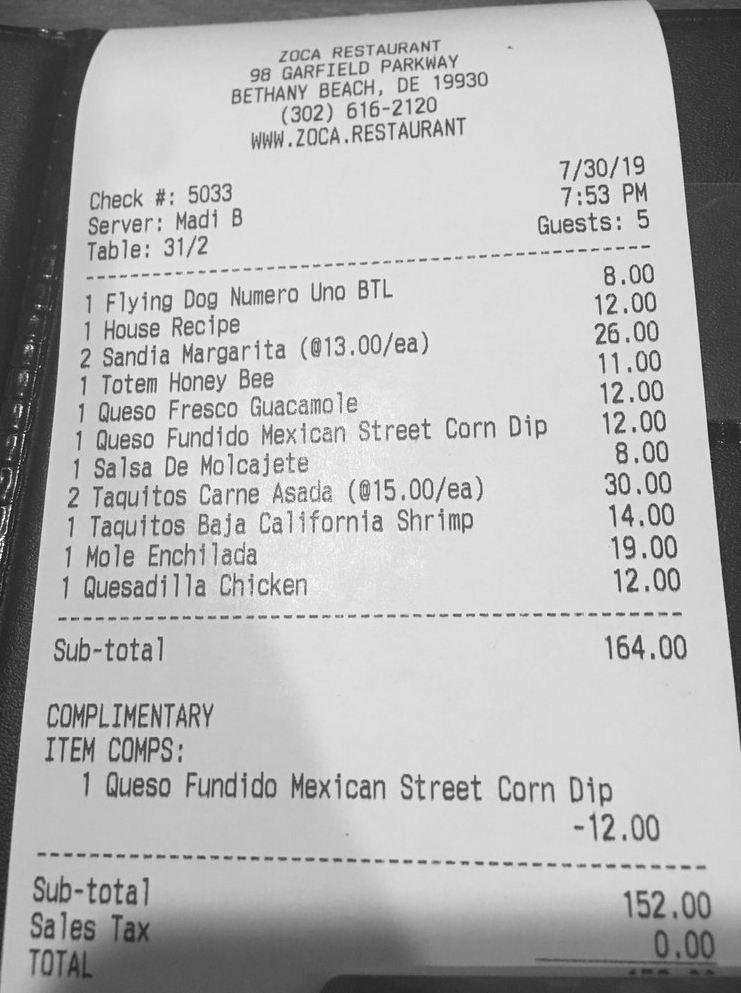 ZOCA RESTAURANT
98 GARFIELD PARKWAY
BETHANY BEACH, DE 19930
(302) 616-2120
WWW.ZOCA.RESTAURANT
Check #: 5033 7/30/19
Server: Madi B 7:53 PM
Table: 31/2 Guests: 5
1 Flying Dog Numero Uno BTL 8.00
1 House Recipe 12.00
2 Sandia Margarita (@13.00/ea) 26.00
1 Totem Honey Bee 11.00
1 Queso Fresco Guacamole 12.00
1 Queso Fundido Mexican Street Corn Dip 12.00
1 Salsa De Molcajete 8.00
2 Taquitos Carne Asada (@15.00/ea) 30.00
1 Taquitos Baja California Shrimp 14.00
1 Mole Enchilada 19.00
1 Quesadilla Chicken 12.00
Sub-total 164.00
COMPLIMENTARY
ITEM COMPS:
1 Queso Fundido Mexican Street Corn Dip
-12.00
Sub-total 152.00
Sales Tax 0.00
TOTAL